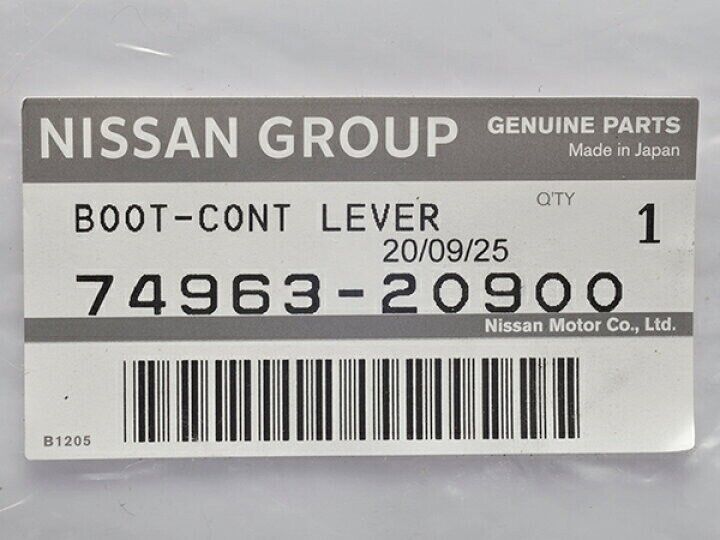 NISSAN GROUP
GENUINE PARTS
Made in Japan
BOOT-CONT LEVER
Q'TY
1
20/09/25
74963-20900
Nissan Motor Co., Ltd.
B1205